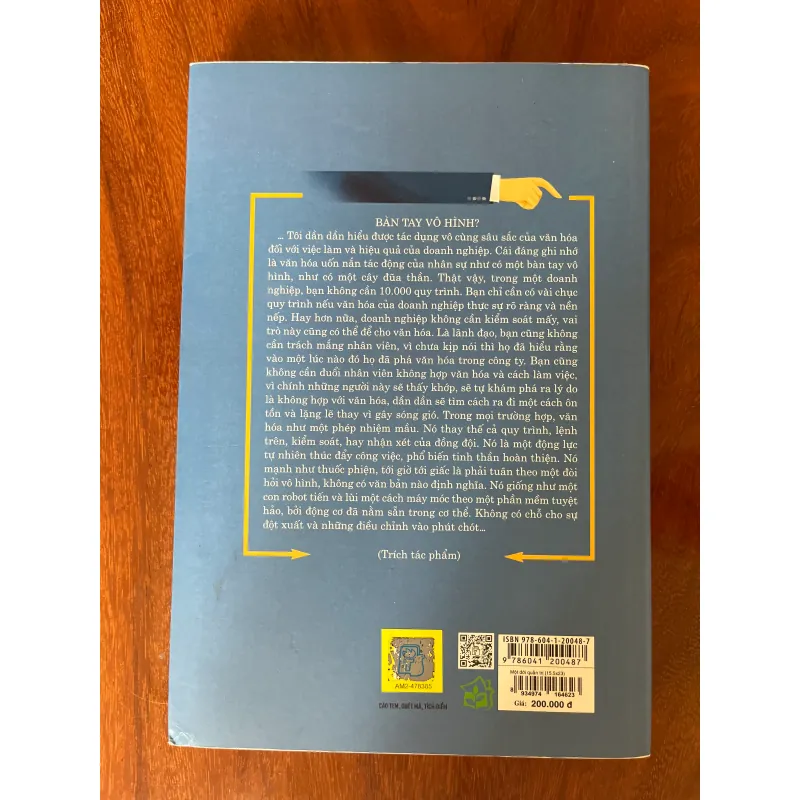 BÀN TAY VÔ HÌNH?
... Tôi dần dần hiểu được tác dụng vô cùng sâu sắc của văn hóa
đối với việc làm và hiệu quả của doanh nghiệp. Cái đáng ghi nhớ
là văn hóa uốn nắn tác động của nhân sự như có một bàn tay vô
hình, như có một cây đũa thần. Thật vậy, trong một doanh
nghiệp, bạn không cần 10.000 quy trình. Bạn chỉ cần có vài chục
quy trình nếu văn hóa của doanh nghiệp thực sự rõ ràng và nền
nếp. Hay hơn nữa, doanh nghiệp không cần kiểm soát mấy, vai
trò này cũng có thể để cho văn hóa. Là lãnh đạo, bạn cũng không
cần trách mắng nhân viên, vì chưa kịp nói thì họ đã hiểu rằng
vào một lúc nào đó họ đã phá văn hóa trong công ty. Bạn cũng
không cần đuổi nhân viên không hợp văn hóa và cách làm việc,
vì chính những người này sẽ thấy khớp, sẽ tự khám phá ra lý do
là không hợp với văn hóa, dần dần sẽ tìm cách ra đi một cách ôn
tồn và lặng lẽ thay vì gây sóng gió. Trong mọi trường hợp, văn
hóa như một phép nhiệm mầu. Nó thay thế cả quy trình, lệnh
trên, kiểm soát, hay nhận xét của đồng đội. Nó là một động lực
tự nhiên thúc đẩy công việc, phổ biến tinh thần hoàn thiện. Nó
mạnh như thuốc phiện, tới giờ tới giấc là phải tuân theo một đòi
hỏi vô hình, không có văn bản nào định nghĩa. Nó giống như một
con robot tiến và lùi một cách máy móc theo một phần mềm tuyệt
hảo, bởi động cơ đã nằm sẵn trong cơ thể. Không có chỗ cho sự
đột xuất và những điều chỉnh vào phút chót...
(Trích tác phẩm)
ISBN 978-604-1-20048-7
9 786041 200487
Một đời quản trị (15.5x23)
8 934974 164623
Giá: 200.000 đ
AM2-476365
CÀO TEM, QUÉT MÃ, TÍCH ĐIỂM